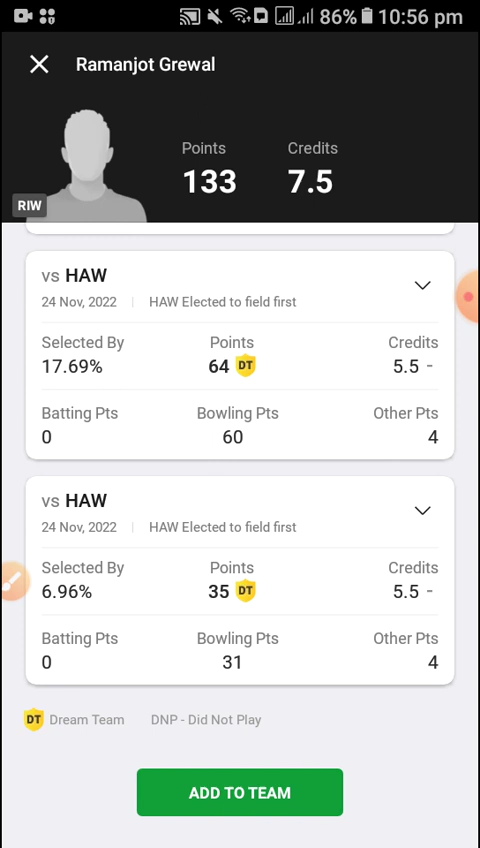 86% 10:56 pm
Ramanjot Grewal
Points Credits
133 7.5
RIW
vs HAW
24 Nov, 2022 HAW Elected to field first
Selected By Points Credits
17.69% 64 DT 5.5 -
Batting Pts Bowling Pts Other Pts
0 60 4
vs HAW
24 Nov, 2022 HAW Elected to field first
Selected By Points Credits
6.96% 35 DT 5.5 -
Batting Pts Bowling Pts Other Pts
0 31 4
DT Dream Team DNP - Did Not Play
ADD TO TEAM